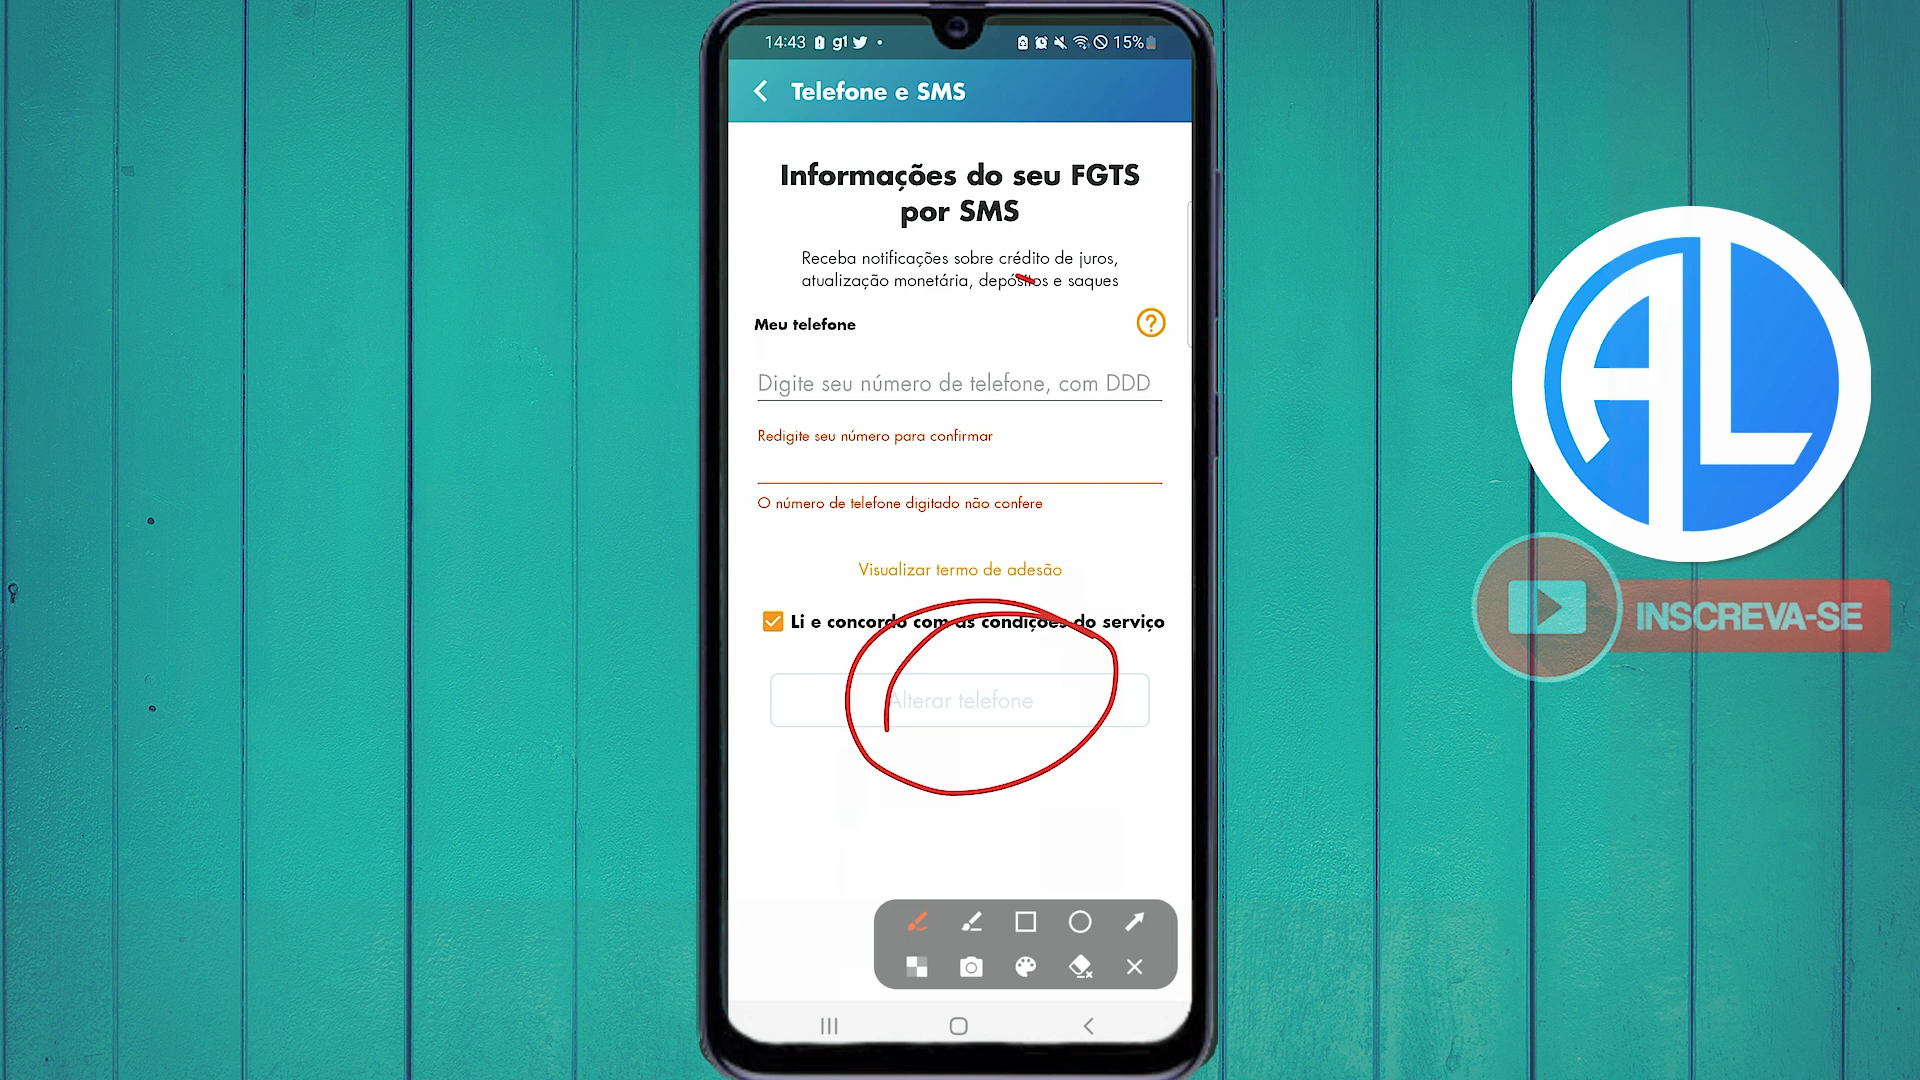 14:43 g1 15%
Telefone e SMS
Informações do seu FGTS
por SMS
Receba notificações sobre crédito de juros,
atualização monetária, depósitos e saques
Meu telefone
?
Digite seu número de telefone, com DDD
Redigite seu número para confirmar
O número de telefone digitado não confere
Visualizar termo de adesão
Li e concordo com as condições do serviço
Alterar telefone
AL
INSCREVA-SE